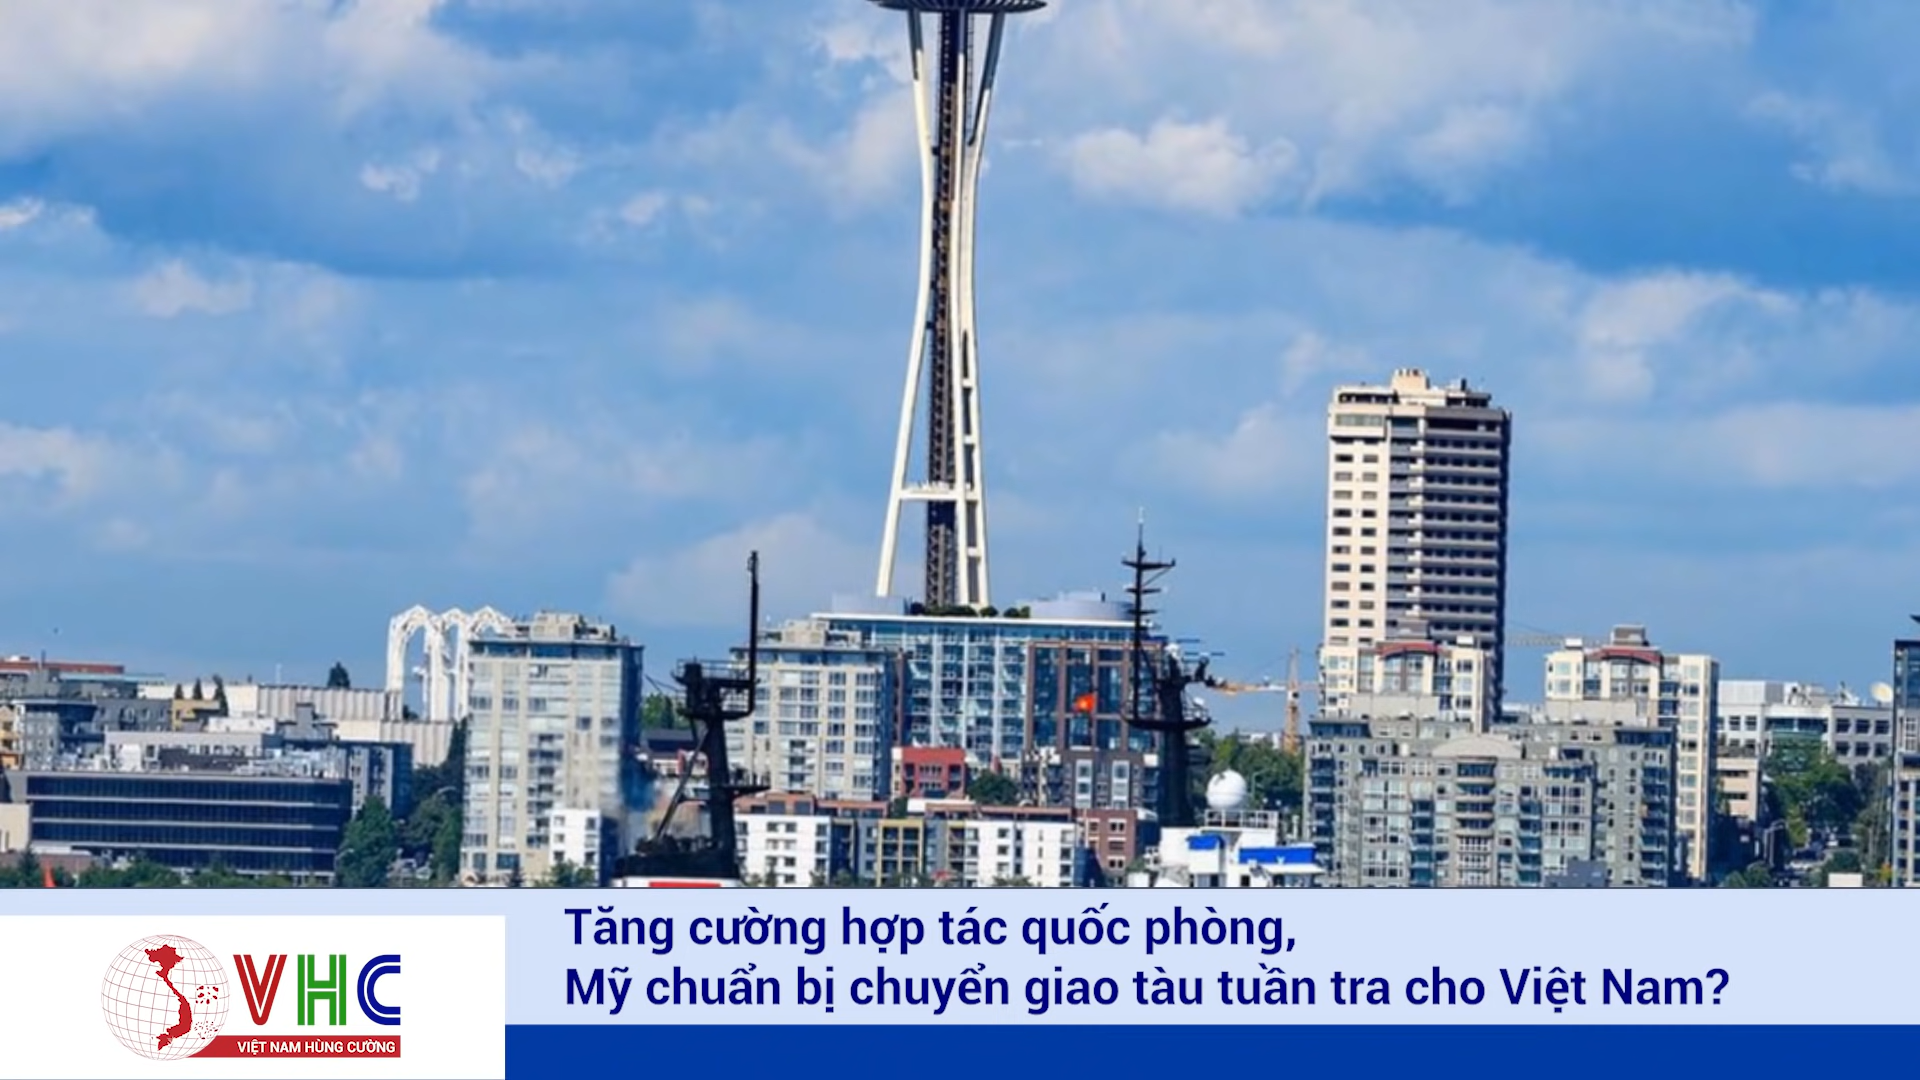 Tăng cường hợp tác quốc phòng,
Mỹ chuẩn bị chuyển giao tàu tuần tra cho Việt Nam?
VHC
VIỆT NAM HÙNG CƯỜNG